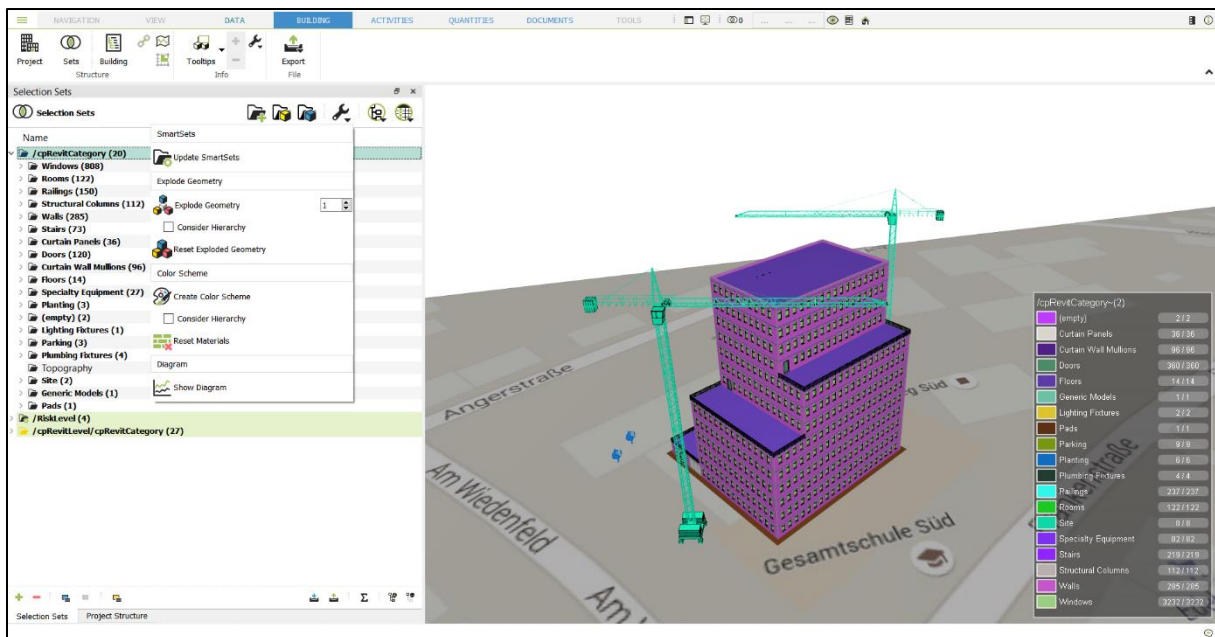 NAVIGATION VIEW DATA BUILDING ACTIVITIES QUANTITIES DOCUMENTS TOOLS 0 ... ... ...
Project Sets Building Tooltips Export
Structure Info File
Selection Sets
Selection Sets
Name
/cpRevitCategory (20)
Windows (808)
Rooms (122)
Railings (150)
Structural Columns (112)
Walls (285)
Stairs (73)
Curtain Panels (36)
Doors (120)
Curtain Wall Mullions (96)
Floors (14)
Specialty Equipment (27)
Planting (3)
(empty) (2)
Lighting Fixtures (1)
Parking (3)
Plumbing Fixtures (4)
Topography
Site (2)
Generic Models (1)
Pads (1)
/RiskLevel (4)
/cpRevitLevel/cpRevitCategory (27)
SmartSets
Update SmartSets
Explode Geometry
Explode Geometry 1
Consider Hierarchy
Reset Exploded Geometry
Color Scheme
Create Color Scheme
Consider Hierarchy
Reset Materials
Diagram
Show Diagram
Selection Sets Project Structure
Angerstraße
Am Wiedenfeld
Gesamtschule Süd
Am
g Süd
/cpRevitCategory~(2)
(empty) 2/2
Curtain Panels 36/36
Curtain Wall Mullions 96/96
Doors 360/360
Floors 14/14
Generic Models 1/1
Lighting Fixtures 2/2
Pads 1/1
Parking 9/9
Planting 6/6
Plumbing Fixtures 4/4
Railings 237/237
Rooms 122/122
Site 8/8
Specialty Equipment 82/82
Stairs 219/219
Structural Columns 112/112
Walls 285/285
Windows 3232/3232